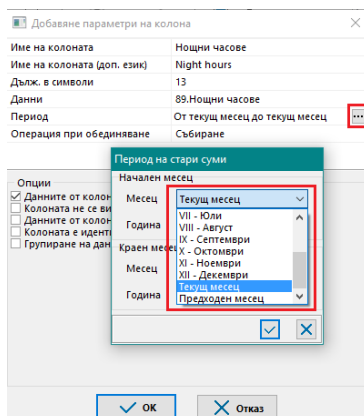 Добавяне параметри на колона
Име на колоната Нощни часове
Име на колоната (доп. език) Night hours
Дълж. в символи 13
Данни 89.Нощни часове
Период От текущ месец до текущ месец ...
Операция при обединяване Събиране
Период на стари суми
Опции
Данните от колон
Колоната не се ви
Данните от колон
Колоната е иденти
Групиране на дан
Начален месец
Месец Текущ месец
Година
VII - Юли
VIII - Август
IX - Септември
X - Октомври
XI - Ноември
XII - Декември
Текущ месец
Предходен месец
Краен месе
Месец
Година
ОК Отказ